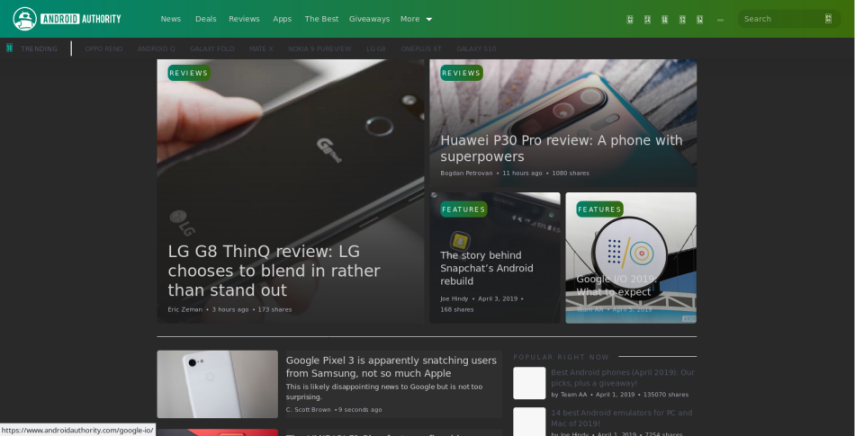 ANDROID AUTHORITY
News Deals Reviews Apps The Best Giveaways More Search
TRENDING OPPO RENO ANDROID Q GALAXY FOLD MATE X NOKIA 9 PUREVIEW LG G8 ONEPLUS 6T GALAXY S10
REVIEWS
LG G8 ThinQ review: LG
chooses to blend in rather
than stand out
Eric Zeman • 3 hours ago • 173 shares
REVIEWS
Huawei P30 Pro review: A phone with
superpowers
Bogdan Petrovan • 11 hours ago • 1080 shares
FEATURES
The story behind
Snapchat's Android
rebuild
Joe Hindy • April 3, 2019 •
168 shares
FEATURES
Google I/O 2019:
What to expect
Team AA • April 3, 2019
Google Pixel 3 is apparently snatching users
from Samsung, not so much Apple
This is likely disappointing news to Google but is not too
surprising.
C. Scott Brown • 9 seconds ago
POPULAR RIGHT NOW
Best Android phones (April 2019): Our
picks, plus a giveaway!
by Team AA • April 1, 2019 • 135070 shares
14 best Android emulators for PC and
Mac of 2019!
by Joe Hindy • April 1, 2019 • 7254 shares
https://www.androidauthority.com/google-io/